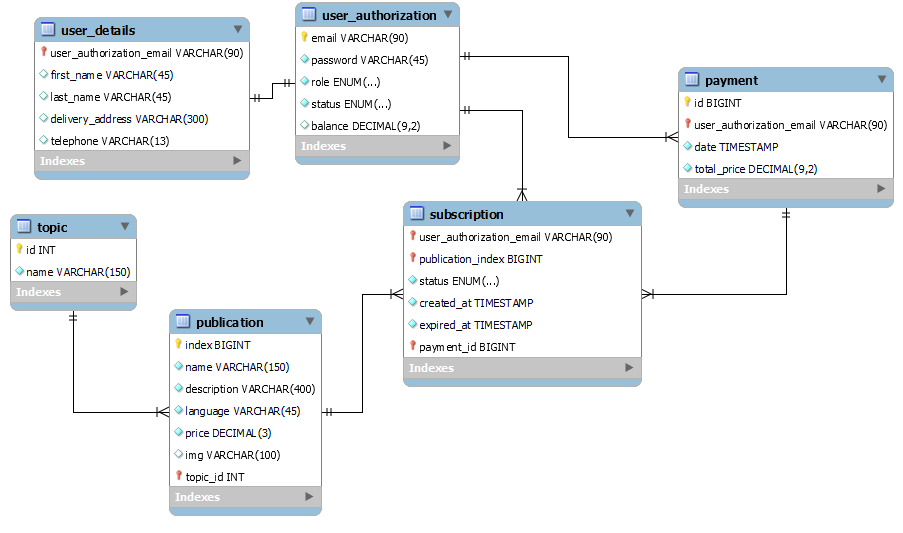 user_details
user_authorization_email VARCHAR(90)
first_name VARCHAR(45)
last_name VARCHAR(45)
delivery_address VARCHAR(300)
telephone VARCHAR(13)
Indexes
user_authorization
email VARCHAR(90)
password VARCHAR(45)
role ENUM(...)
status ENUM(...)
balance DECIMAL(9,2)
Indexes
payment
id BIGINT
user_authorization_email VARCHAR(90)
date TIMESTAMP
total_price DECIMAL(9,2)
Indexes
topic
id INT
name VARCHAR(150)
Indexes
subscription
user_authorization_email VARCHAR(90)
publication_index BIGINT
status ENUM(...)
created_at TIMESTAMP
expired_at TIMESTAMP
payment_id BIGINT
Indexes
publication
index BIGINT
name VARCHAR(150)
description VARCHAR(400)
language VARCHAR(45)
price DECIMAL(3)
img VARCHAR(100)
topic_id INT
Indexes